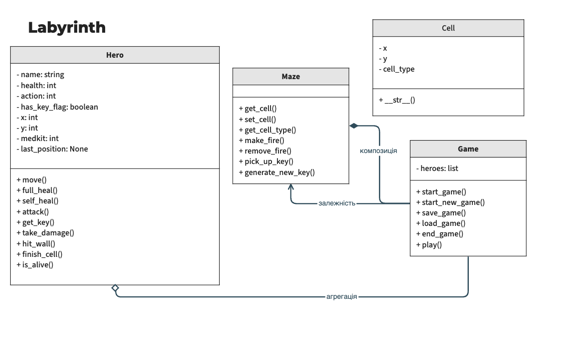 Labyrinth
Hero
- name: string
- health: int
- action: int
- has_key_flag: boolean
- x: int
- y: int
- medkit: int
- last_position: None
+ move()
+ full_heal()
+ self_heal()
+ attack()
+ get_key()
+ take_damage()
+ hit_wall()
+ finish_cell()
+ is_alive()
Maze
+ get_cell()
+ set_cell()
+ get_cell_type()
+ make_fire()
+ remove_fire()
+ pick_up_key()
+ generate_new_key()
Cell
- x
- y
- cell_type
+ __str__()
композиція
Game
- heroes: list
+ start_game()
+ start_new_game()
+ save_game()
+ load_game()
+ end_game()
+ play()
залежність
агрегація